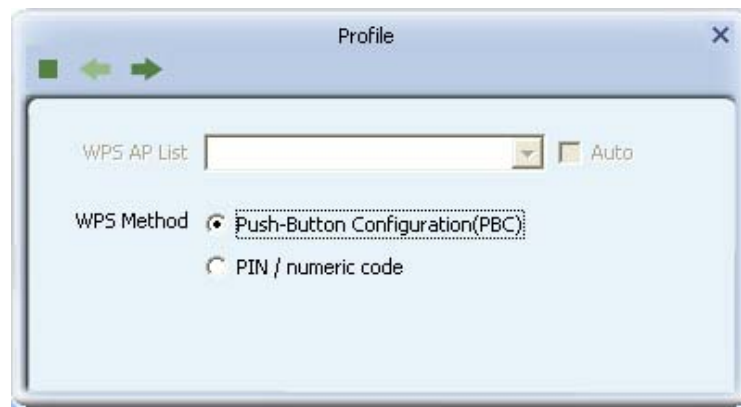 Profile
WPS AP List Auto
WPS Method Push-Button Configuration(PBC)
PIN / numeric code